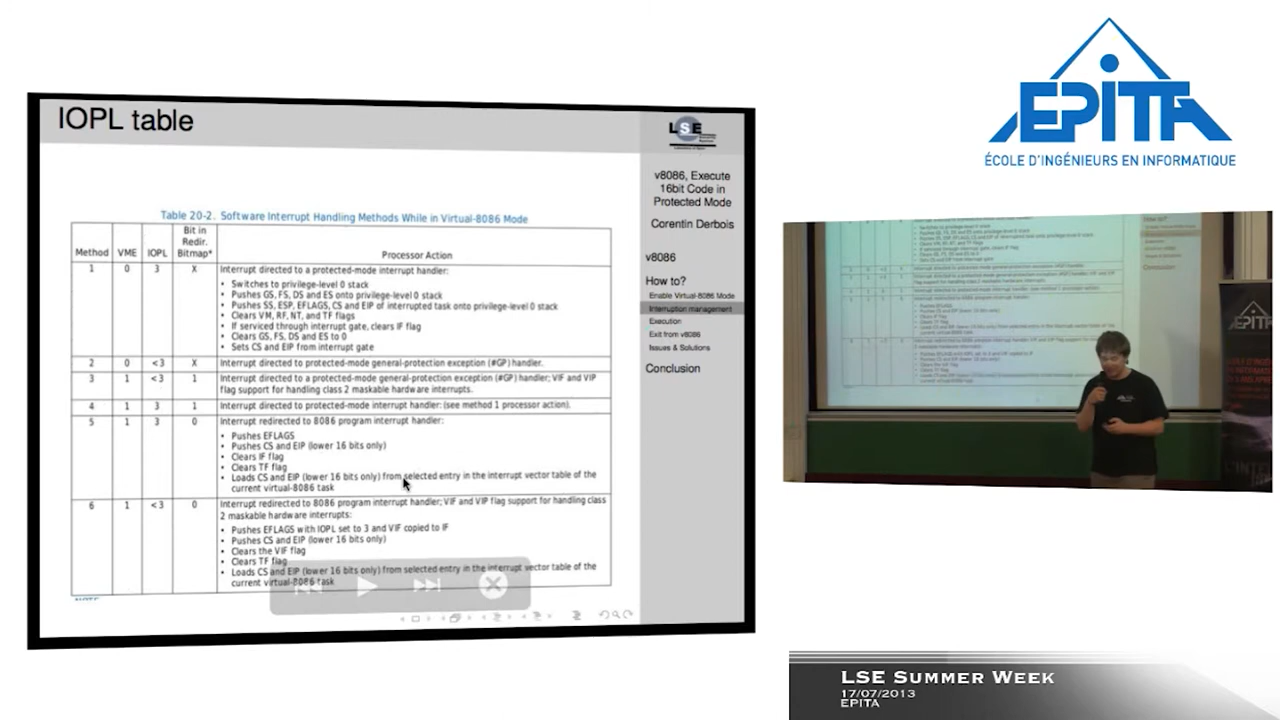 IOPL table
LSE
v8086, Execute
16bit Code in
Protected Mode
Corentin Derbois
v8086
How to?
Enable Virtual-8086 Mode
Interruption management
Execution
Exit from v8086
Issues & Solutions
Conclusion
Table 20-2. Software Interrupt Handling Methods While in Virtual-8086 Mode
Method VME IOPL Bit in Redir. Bitmap* Processor Action
1 0 3 X Interrupt directed to a protected-mode interrupt handler:
• Switches to privilege-level 0 stack
• Pushes GS, FS, DS and ES onto privilege-level 0 stack
• Pushes SS, ESP, EFLAGS, CS and EIP of interrupted task onto privilege-level 0 stack
• Clears VM, RF, NT, and TF flags
• If serviced through interrupt gate, clears IF flag
• Clears GS, FS, DS and ES to 0
• Sets CS and EIP from interrupt gate
2 0 <3 X Interrupt directed to protected-mode general-protection exception (#GP) handler.
3 1 <3 1 Interrupt directed to a protected-mode general-protection exception (#GP) handler; VIF and VIP
flag support for handling class 2 maskable hardware interrupts.
4 1 3 1 Interrupt directed to protected-mode interrupt handler: (see method 1 processor action).
5 1 3 0 Interrupt redirected to 8086 program interrupt handler:
• Pushes EFLAGS
• Pushes CS and EIP (lower 16 bits only)
• Clears IF flag
• Clears TF flag
• Loads CS and EIP (lower 16 bits only) from selected entry in the interrupt vector table of the
current virtual-8086 task
6 1 <3 0 Interrupt redirected to 8086 program interrupt handler; VIF and VIP flag support for handling class
2 maskable hardware interrupts:
• Pushes EFLAGS with IOPL set to 3 and VIF copied to IF
• Pushes CS and EIP (lower 16 bits only)
• Clears the VIF flag
• Clears TF flag
• Loads CS and EIP (lower 16 bits only) from selected entry in the interrupt vector table of the
current virtual-8086 task
EPITA
ÉCOLE D'INGÉNIEURS EN INFORMATIQUE
EPITA
LSE SUMMER WEEK
17/07/2013
EPITA